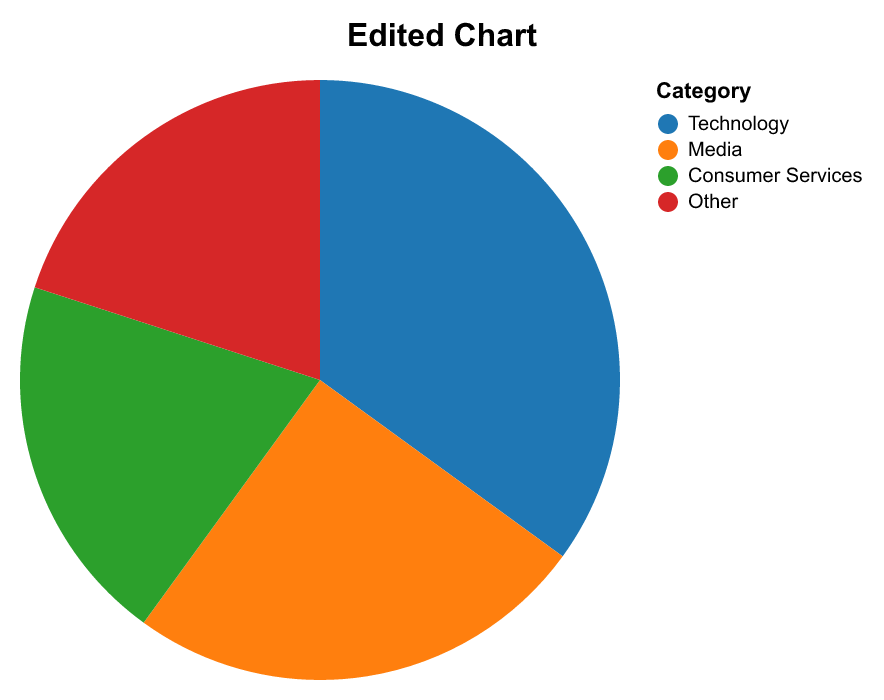 Edited Chart
Category
Technology
Media
Consumer Services
Other